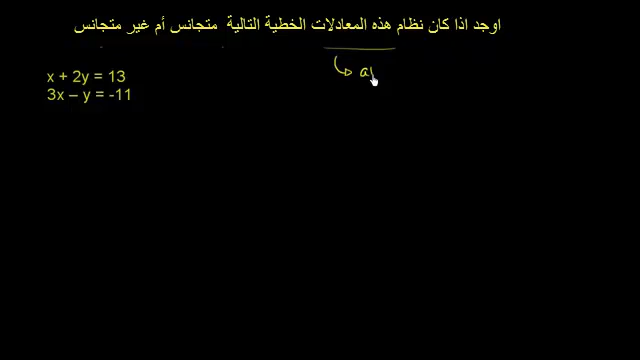 اوجد اذا كان نظام هذه المعادلات الخطية التالية متجانس أم غير متجانس
x + 2y = 13
3x – y = -11